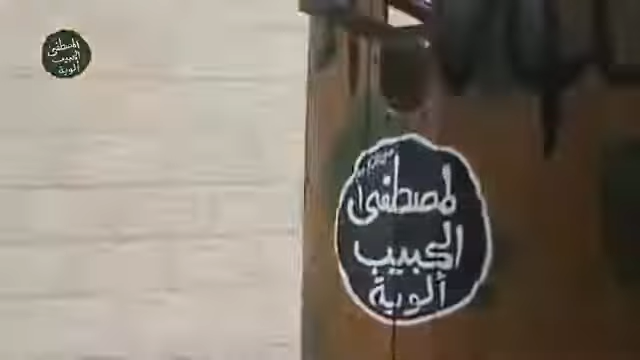 المصطفى
الحبيب
ألوية
المصطفى
الحبيب
ألوية